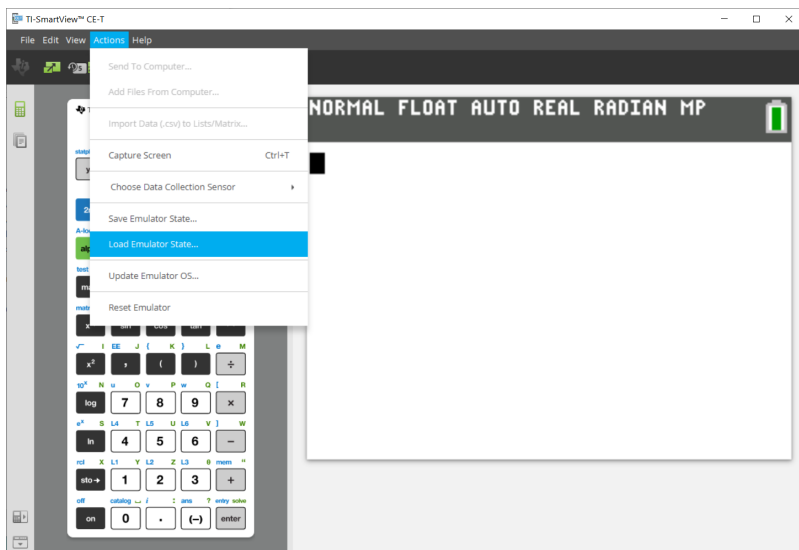 TI-SmartView™ CE-T
File Edit View Actions Help
Send To Computer...
Add Files From Computer...
Import Data (.csv) to Lists/Matrix...
Capture Screen Ctrl+T
Choose Data Collection Sensor
Save Emulator State...
Load Emulator State...
Update Emulator OS...
Reset Emulator
NORMAL FLOAT AUTO REAL RADIAN MP
sin cos tan
√ I EE J { K } L e M
x² , ( ) ÷
10ˣ N u O v P w Q [ R
log 7 8 9 ×
eˣ S L4 T L5 U L6 V ] W
ln 4 5 6 −
rcl X L1 Y L2 Z L3 θ mem "
sto→ 1 2 3 +
off catalog ␣ i : ans ? entry solve
on 0 . (–) enter